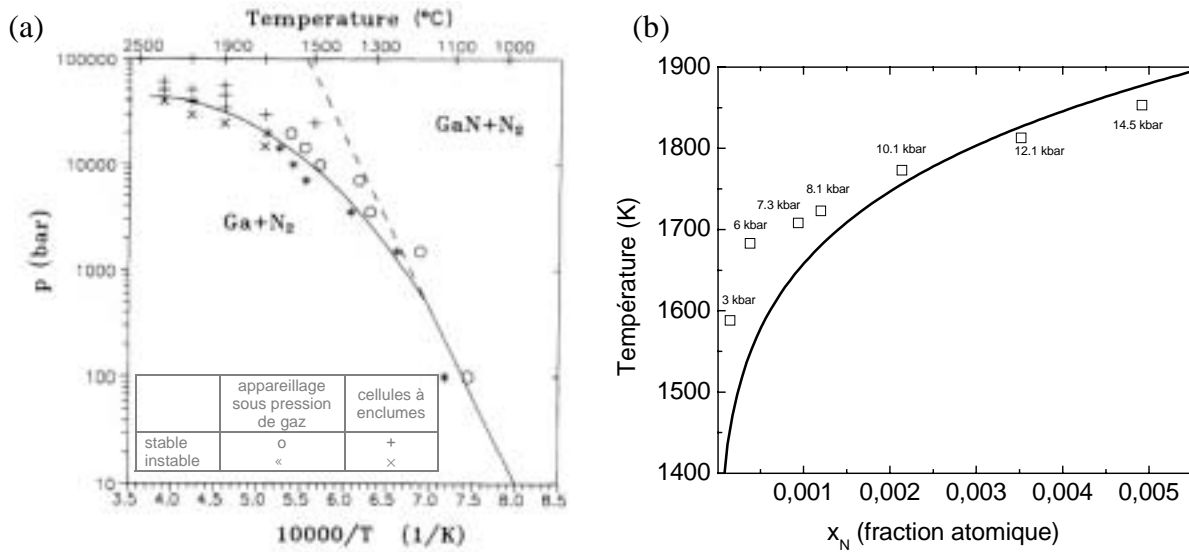 (a)
Temperature (°C)
2500 1900 1500 1300 1100 1000
100000
10000
1000
100
10
p (bar)
GaN+N₂
Ga+N₂
appareillage sous pression de gaz
cellules à enclumes
stable o +
instable « ×
3.5 4.0 4.5 5.0 5.5 6.0 6.5 7.0 7.5 8.0 8.5
10000/T (1/K)
(b)
1900
1800
1700
1600
1500
1400
Température (K)
14.5 kbar
12.1 kbar
10.1 kbar
8.1 kbar
7.3 kbar
6 kbar
3 kbar
0,001 0,002 0,003 0,004 0,005
x_N (fraction atomique)